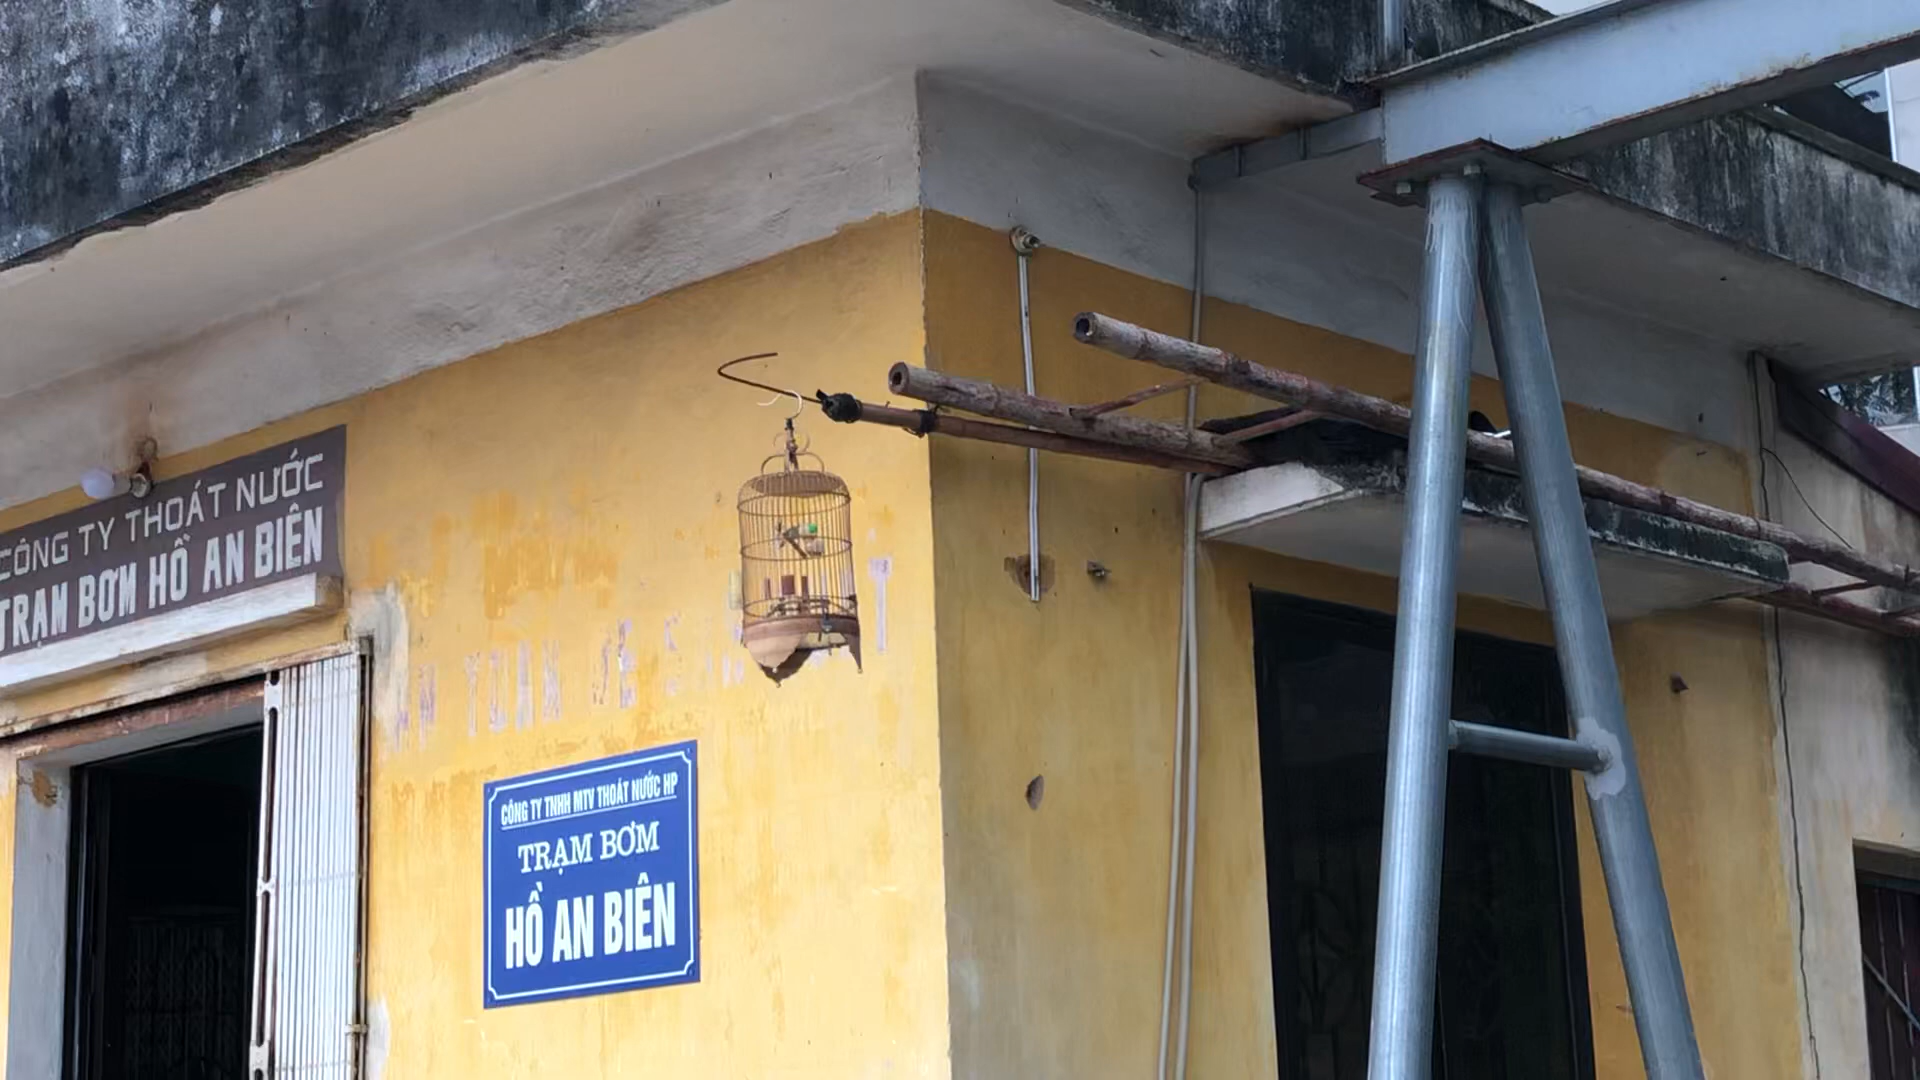 CÔNG TY THOÁT NƯỚC
TRẠM BƠM HỒ AN BIÊN
CÔNG TY TNHH MTV THOÁT NƯỚC HP
TRẠM BƠM
HỒ AN BIÊN